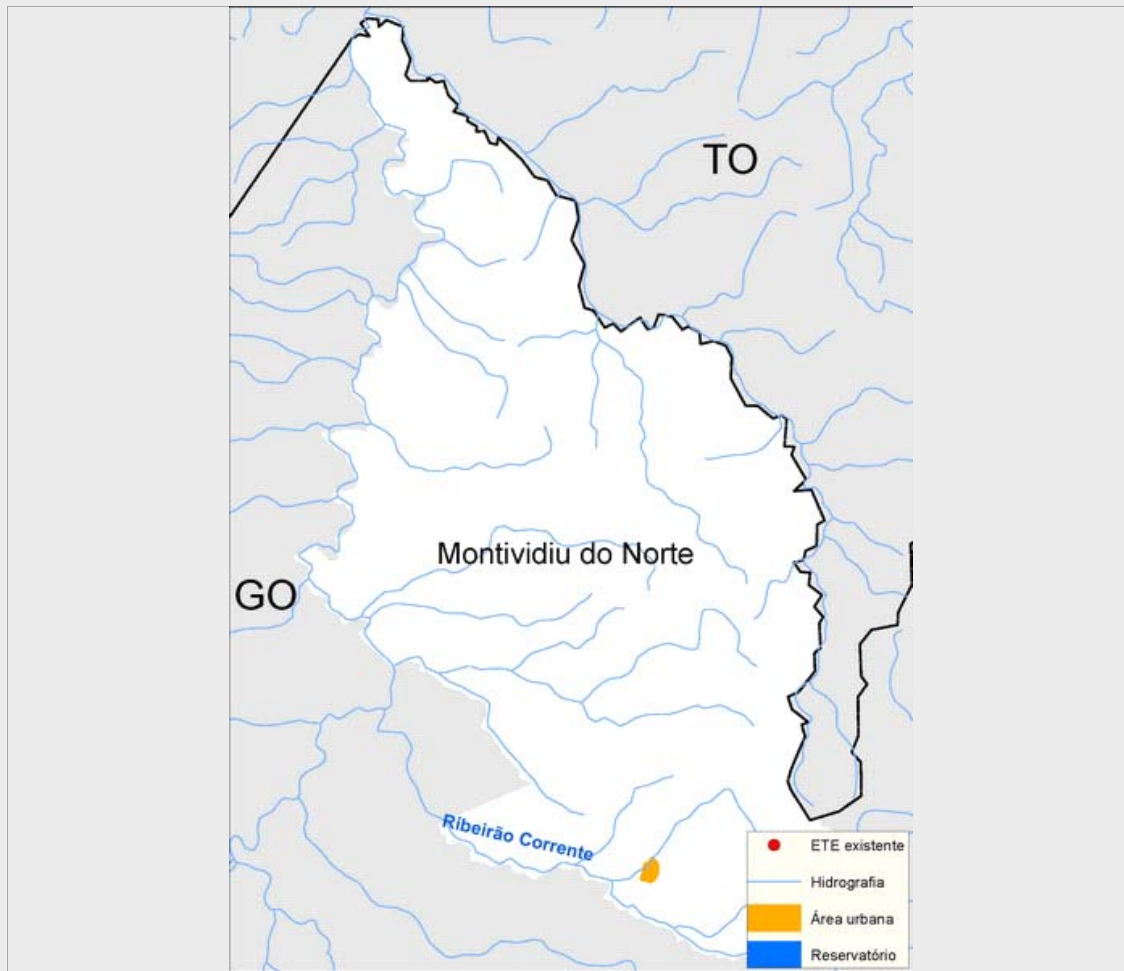 TO
Montividiu do Norte
GO
Ribeirão Corrente
ETE existente
Hidrografia
Área urbana
Reservatório